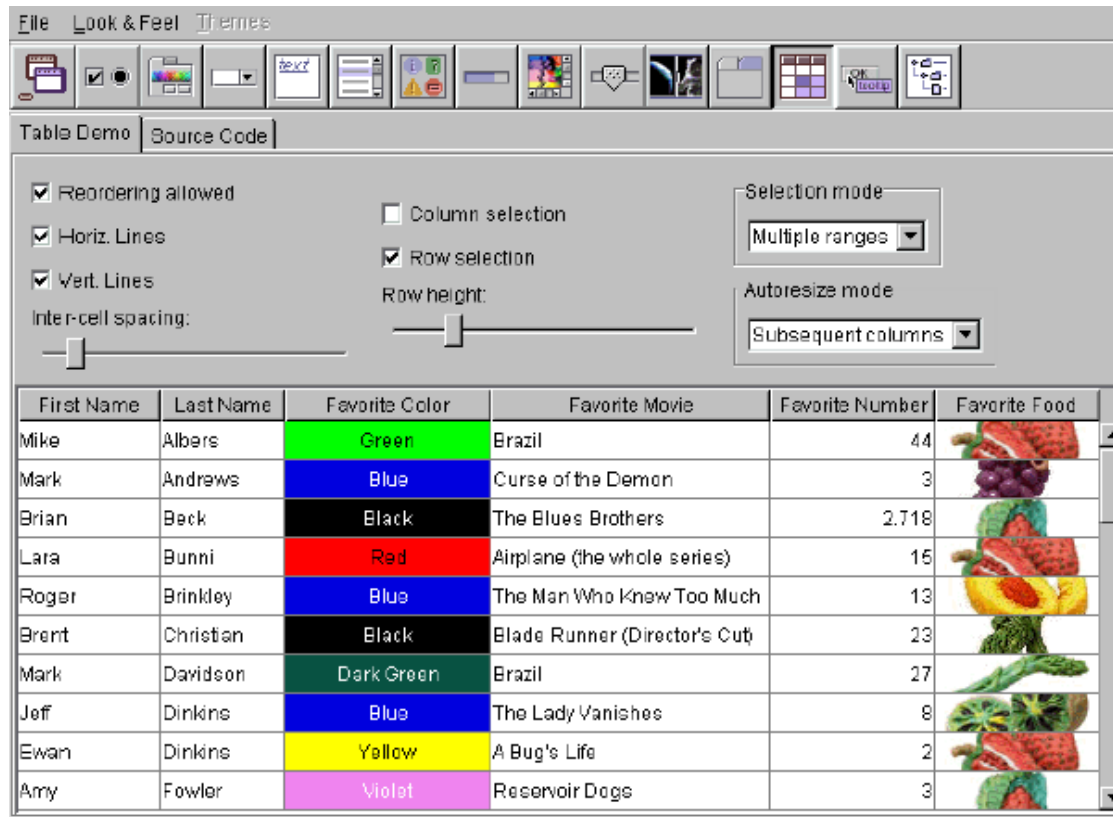 File Look & Feel Themes
text
OK
tooltip
Table Demo Source Code
Reordering allowed
Horiz. Lines
Vert. Lines
Inter-cell spacing:
Column selection
Row selection
Row height:
Selection mode
Multiple ranges
Autoresize mode
Subsequent columns
First Name Last Name Favorite Color Favorite Movie Favorite Number Favorite Food
Mike Albers Green Brazil 44
Mark Andrews Blue Curse of the Demon 3
Brian Beck Black The Blues Brothers 2.718
Lara Bunni Red Airplane (the whole series) 15
Roger Brinkley Blue The Man Who Knew Too Much 13
Brent Christian Black Blade Runner (Director's Cut) 23
Mark Davidson Dark Green Brazil 27
Jeff Dinkins Blue The Lady Vanishes 8
Ewan Dinkins Yellow A Bug's Life 2
Amy Fowler Violet Reservoir Dogs 3